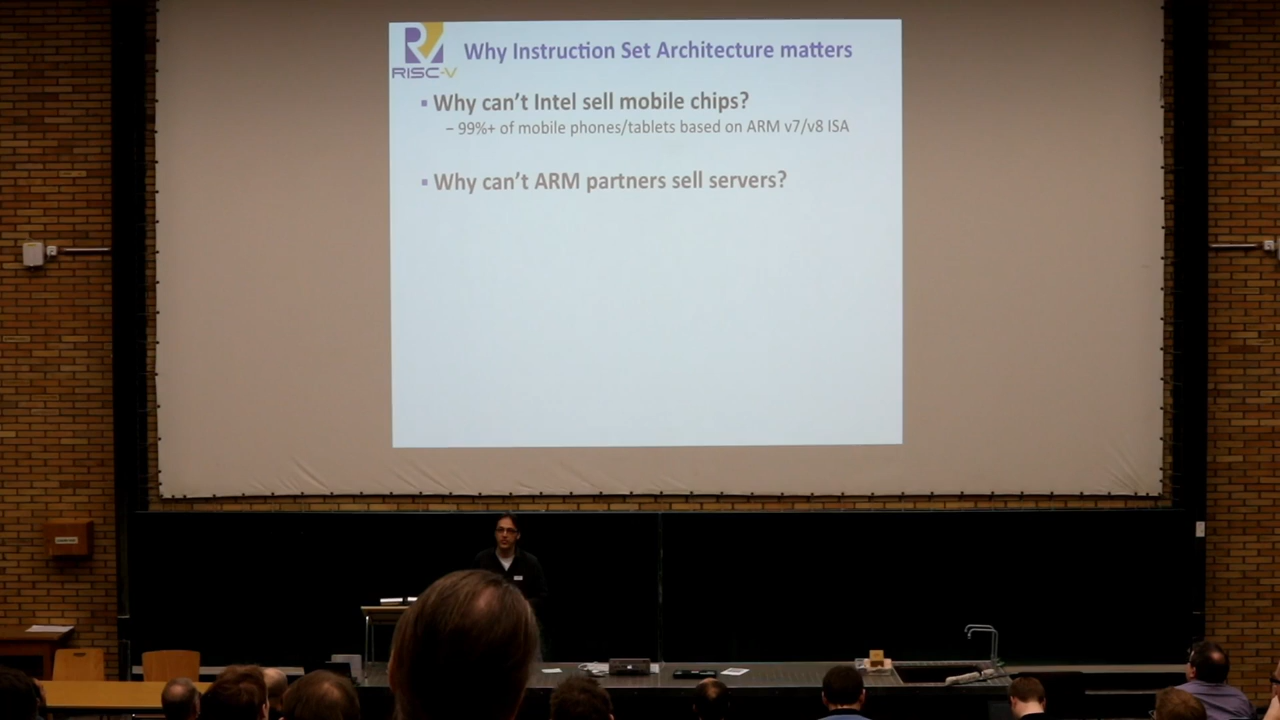 RISC-V
Why Instruction Set Architecture matters
▪ Why can't Intel sell mobile chips?
– 99%+ of mobile phones/tablets based on ARM v7/v8 ISA
▪ Why can't ARM partners sell servers?